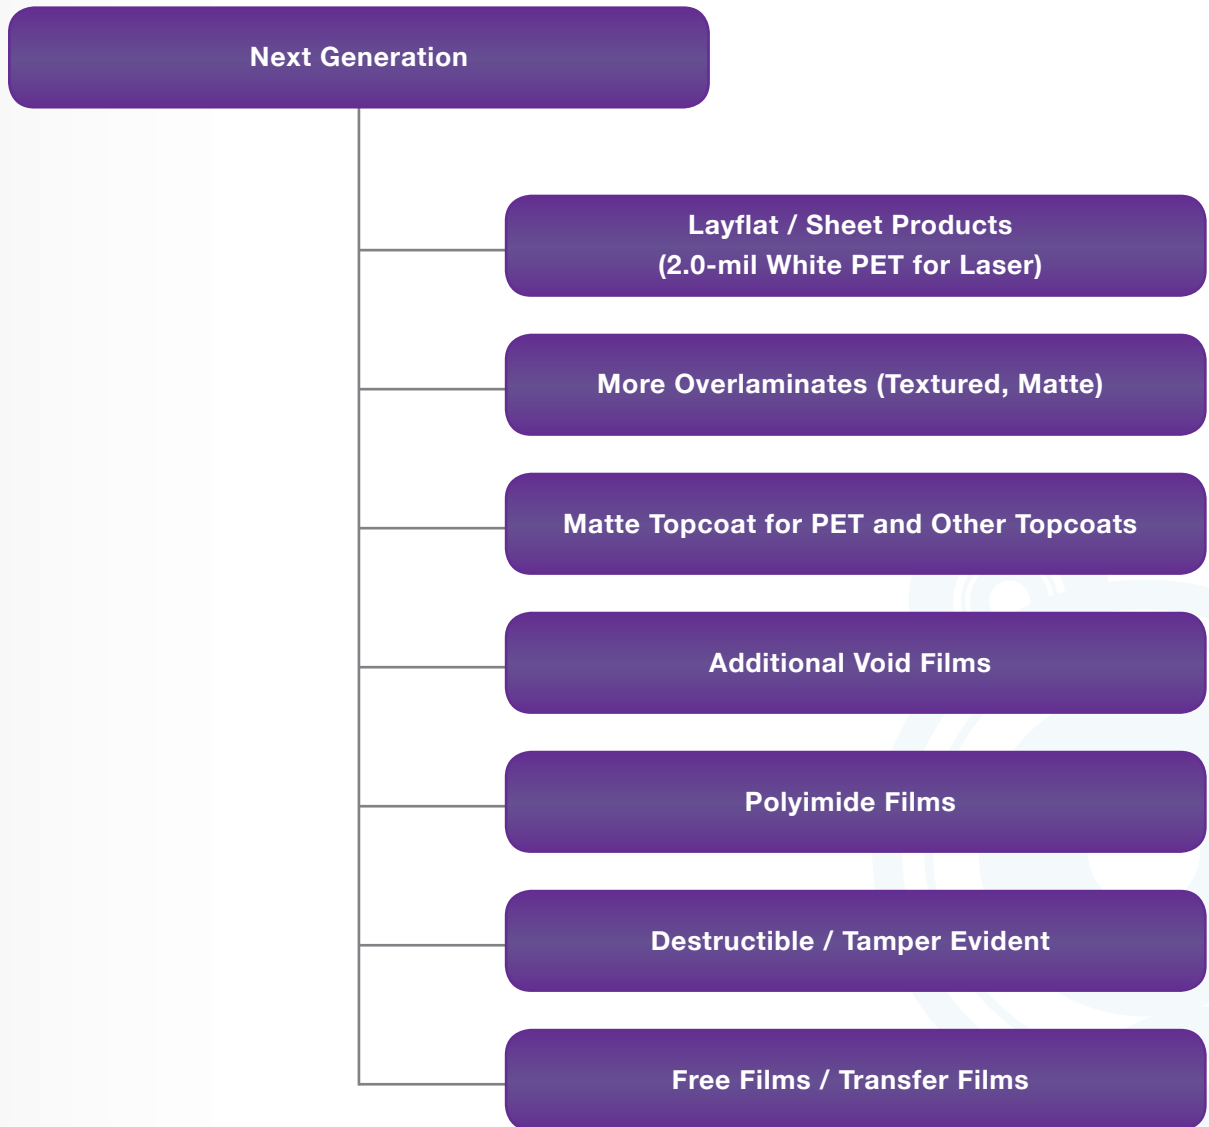 Next Generation
Layflat / Sheet Products
(2.0-mil White PET for Laser)
More Overlaminates (Textured, Matte)
Matte Topcoat for PET and Other Topcoats
Additional Void Films
Polyimide Films
Destructible / Tamper Evident
Free Films / Transfer Films